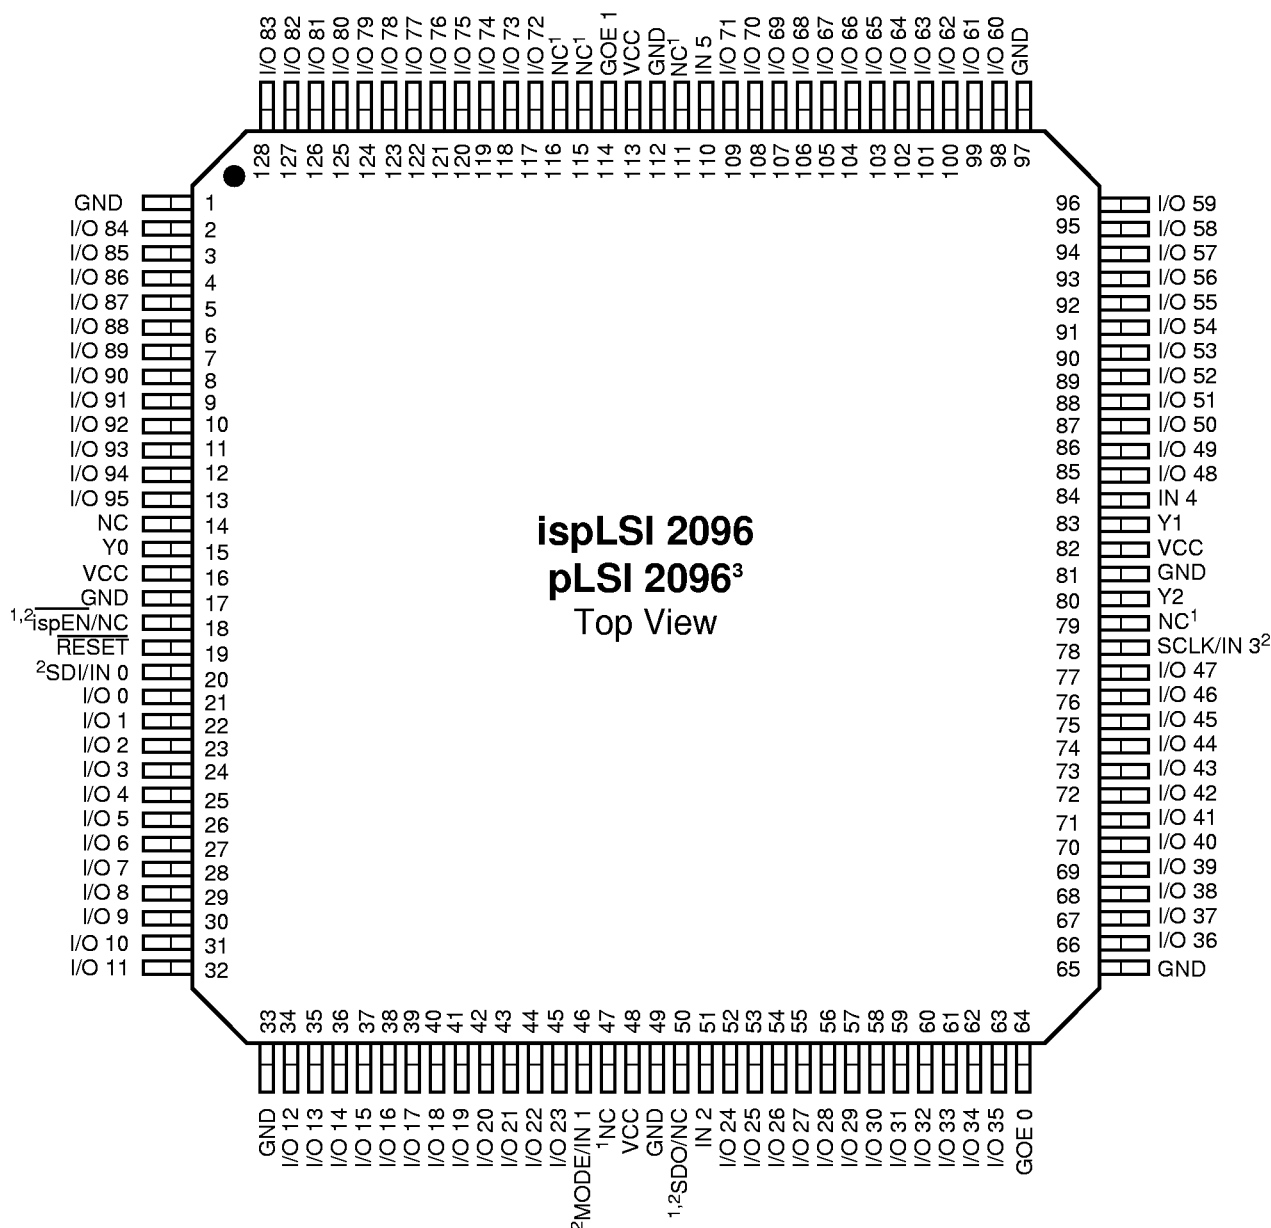 I/O 83
I/O 82
I/O 81
I/O 80
I/O 79
I/O 78
I/O 77
I/O 76
I/O 75
I/O 74
I/O 73
I/O 72
NC¹
NC¹
GOE 1
VCC
GND
NC¹
IN 5
I/O 71
I/O 70
I/O 69
I/O 68
I/O 67
I/O 66
I/O 65
I/O 64
I/O 63
I/O 62
I/O 61
I/O 60
GND
128
127
126
125
124
123
122
121
120
119
118
117
116
115
114
113
112
111
110
109
108
107
106
105
104
103
102
101
100
99
98
97
GND 1
I/O 84 2
I/O 85 3
I/O 86 4
I/O 87 5
I/O 88 6
I/O 89 7
I/O 90 8
I/O 91 9
I/O 92 10
I/O 93 11
I/O 94 12
I/O 95 13
NC 14
Y0 15
VCC 16
GND 17
¹,²ispEN/NC 18
RESET 19
²SDI/IN 0 20
I/O 0 21
I/O 1 22
I/O 2 23
I/O 3 24
I/O 4 25
I/O 5 26
I/O 6 27
I/O 7 28
I/O 8 29
I/O 9 30
I/O 10 31
I/O 11 32
ispLSI 2096
pLSI 2096³
Top View
96 I/O 59
95 I/O 58
94 I/O 57
93 I/O 56
92 I/O 55
91 I/O 54
90 I/O 53
89 I/O 52
88 I/O 51
87 I/O 50
86 I/O 49
85 I/O 48
84 IN 4
83 Y1
82 VCC
81 GND
80 Y2
79 NC¹
78 SCLK/IN 3²
77 I/O 47
76 I/O 46
75 I/O 45
74 I/O 44
73 I/O 43
72 I/O 42
71 I/O 41
70 I/O 40
69 I/O 39
68 I/O 38
67 I/O 37
66 I/O 36
65 GND
33
34
35
36
37
38
39
40
41
42
43
44
45
46
47
48
49
50
51
52
53
54
55
56
57
58
59
60
61
62
63
64
GND
I/O 12
I/O 13
I/O 14
I/O 15
I/O 16
I/O 17
I/O 18
I/O 19
I/O 20
I/O 21
I/O 22
I/O 23
²MODE/IN 1
¹NC
VCC
GND
¹,²SDO/NC
IN 2
I/O 24
I/O 25
I/O 26
I/O 27
I/O 28
I/O 29
I/O 30
I/O 31
I/O 32
I/O 33
I/O 34
I/O 35
GOE 0